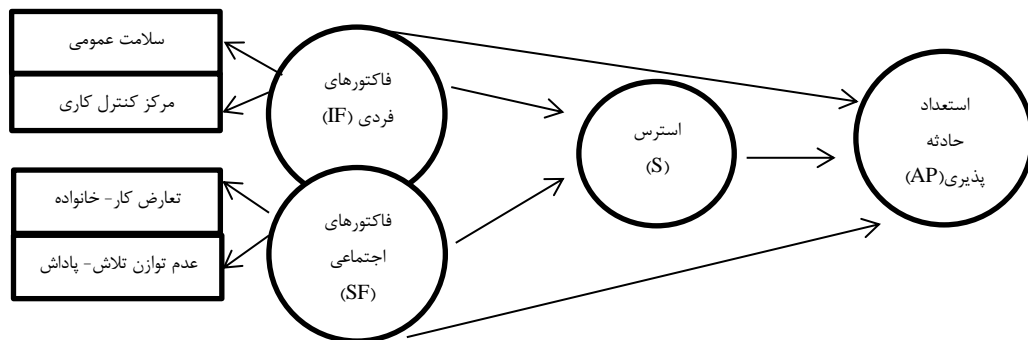 سلامت عمومی
مرکز کنترل کاری
تعارض کار- خانواده
عدم توازن تلاش- پاداش
فاکتورهای
فردی (IF)
فاکتورهای
اجتماعی
(SF)
استرس
(S)
استعداد
حادثه
پذیری(AP)